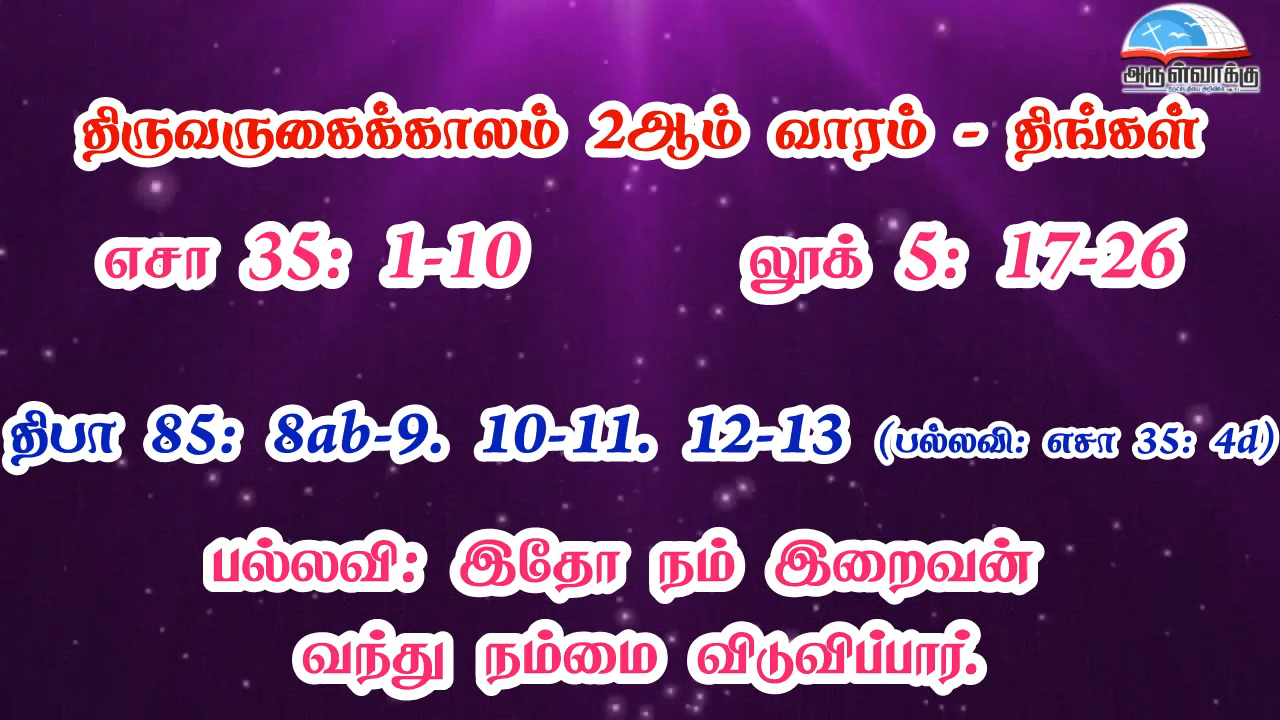 அருள்வாக்கு
திருவருகைக்காலம் 2ஆம் வாரம் - திங்கள்
எசா 35: 1-10 லூக் 5: 17-26
திபா 85: 8ab-9. 10-11. 12-13 (பல்லவி: எசா 35: 4d)
பல்லவி: இதோ நம் இறைவன்
வந்து நம்மை விடுவிப்பார்.